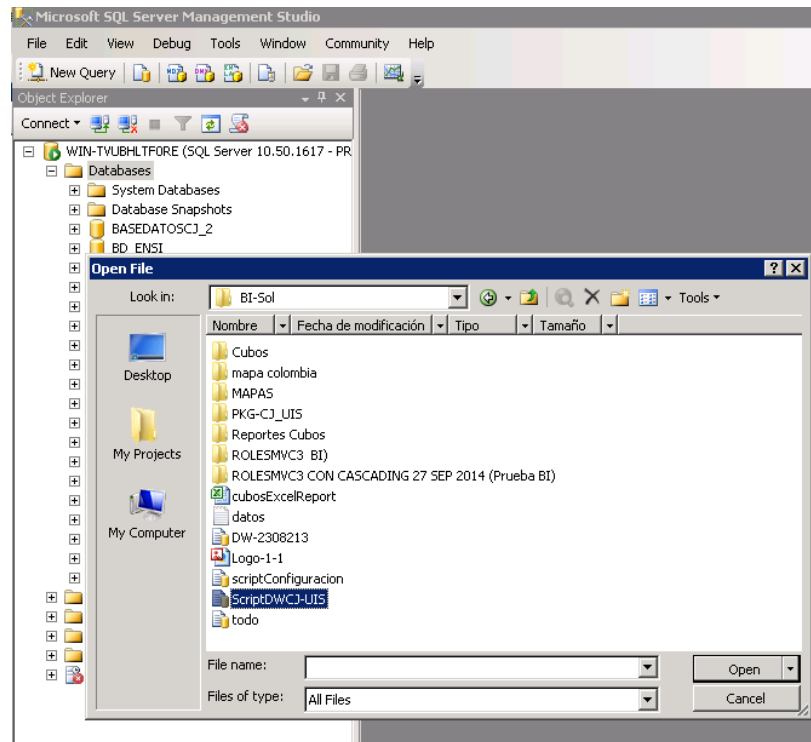 Microsoft SQL Server Management Studio
File Edit View Debug Tools Window Community Help
New Query
Object Explorer
Connect
WIN-TVUBHLTF0RE (SQL Server 10.50.1617 - PR
Databases
System Databases
Database Snapshots
BASEDATOSCJ_2
BD_ENSI
Open File
Look in: BI-Sol Tools
Nombre Fecha de modificación Tipo Tamaño
Desktop
My Projects
My Computer
Cubos
mapa colombia
MAPAS
PKG-CJ_UIS
Reportes Cubos
ROLESMVC3 BI)
ROLESMVC3 CON CASCADING 27 SEP 2014 (Prueba BI)
cubosExcelReport
datos
DW-2308213
Logo-1-1
scriptConfiguracion
ScriptDWCJ-UIS
todo
File name: Open
Files of type: All Files Cancel